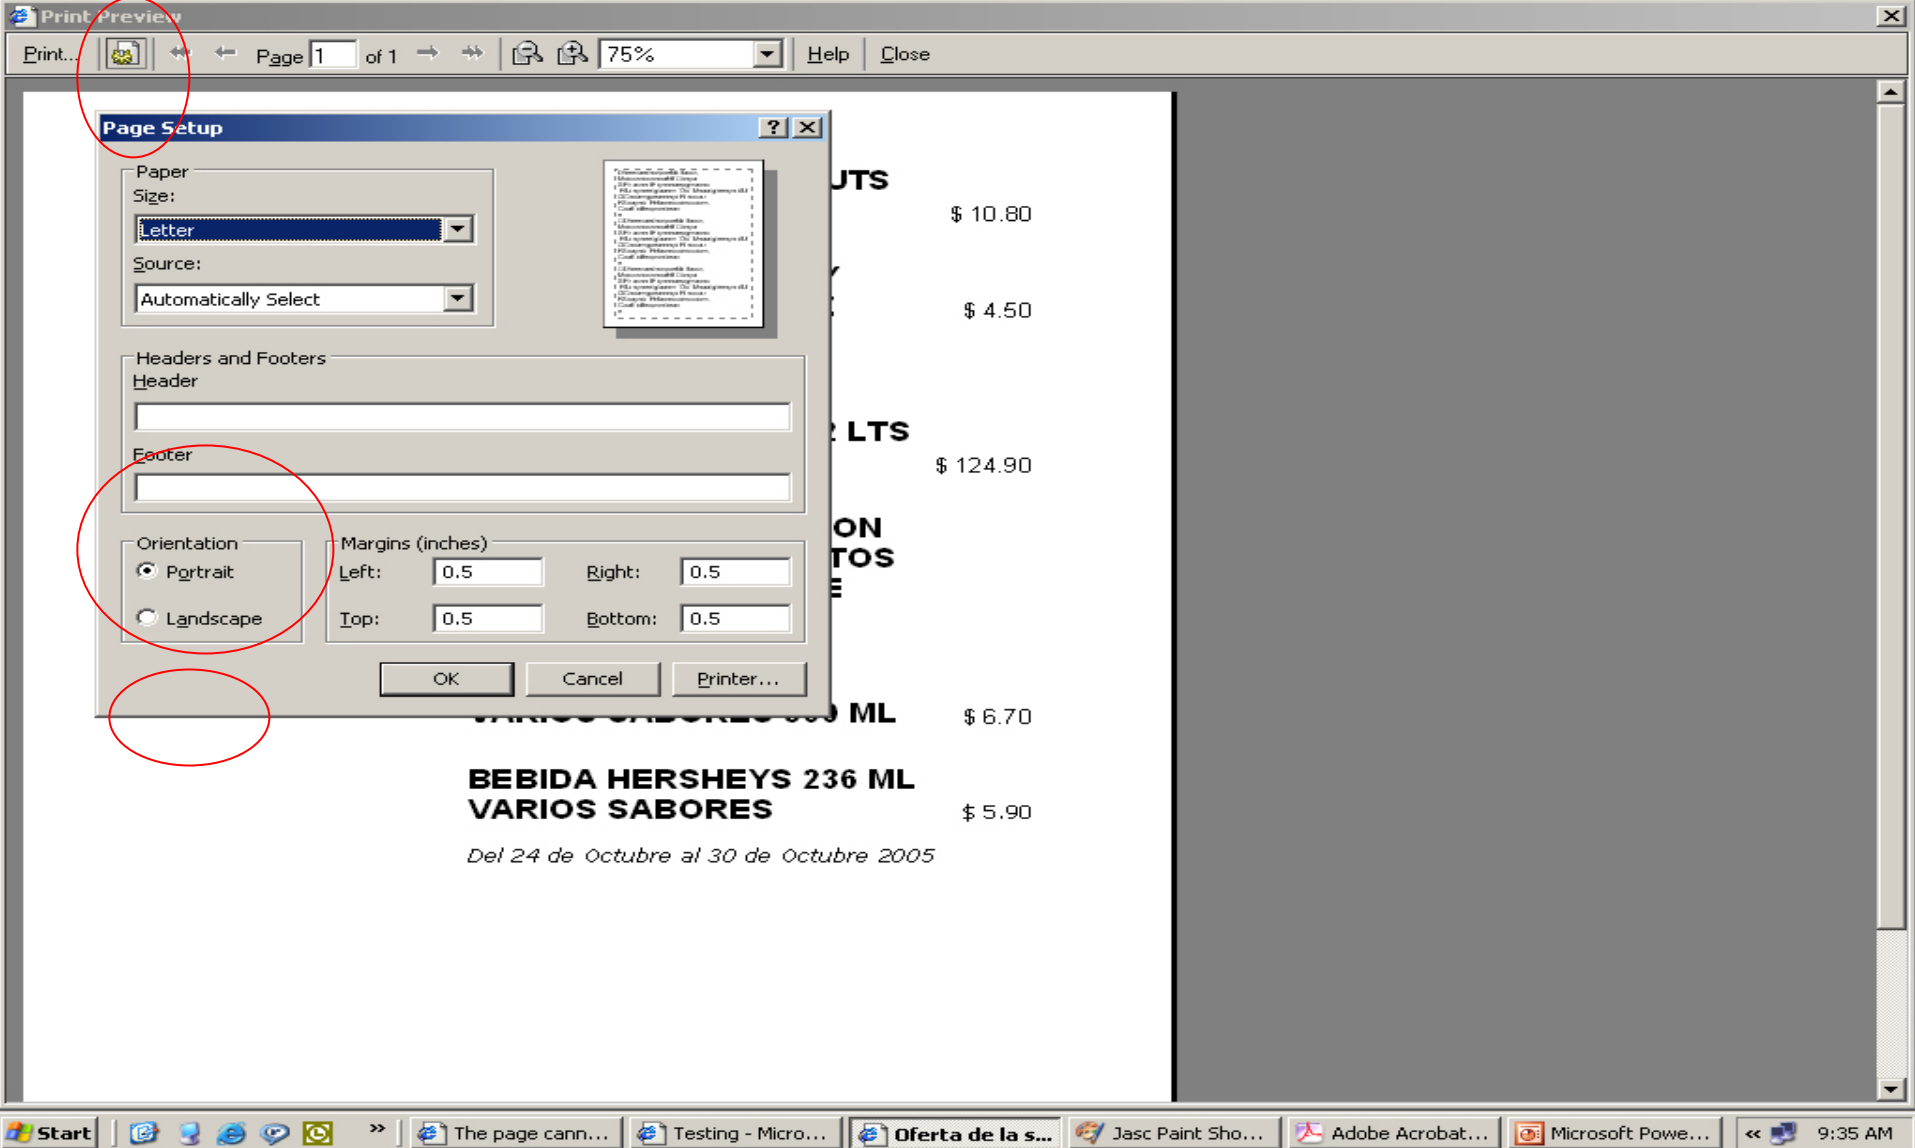 Print Preview
Print... Page 1 of 1 75% Help Close
Page Setup
Paper
Size:
Letter
Source:
Automatically Select
Headers and Footers
Header
Footer
Orientation
Portrait
Landscape
Margins (inches)
Left: 0.5 Right: 0.5
Top: 0.5 Bottom: 0.5
OK Cancel Printer...
UTS
$ 10.80
$ 4.50
LTS
$ 124.90
ON
TOS
E
VARIOS SABORES ML $ 6.70
BEBIDA HERSHEYS 236 ML
VARIOS SABORES $ 5.90
Del 24 de Octubre al 30 de Octubre 2005
Start The page cann... Testing - Micro... Oferta de la s... Jasc Paint Sho... Adobe Acrobat... Microsoft Powe... 9:35 AM